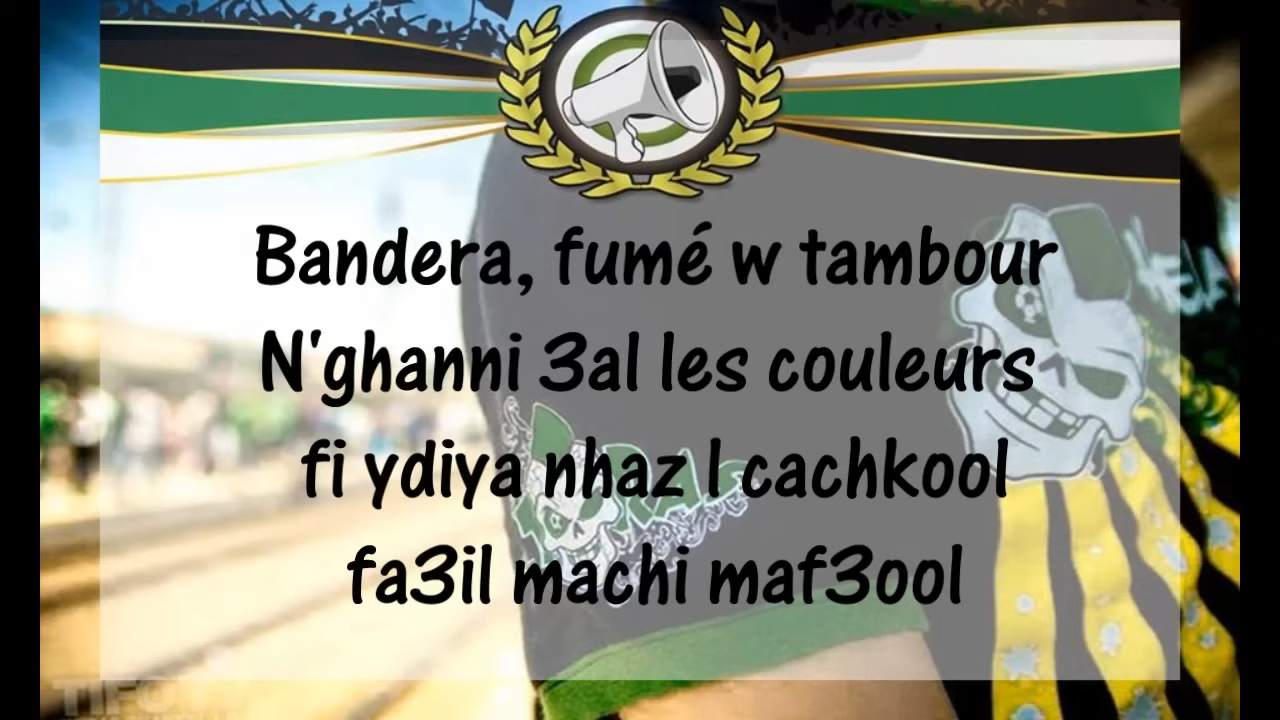 Bandera, fumé w tambour
N'ghanni 3al les couleurs
fi ydiya nhaz l cachkool
fa3il machi maf3ool